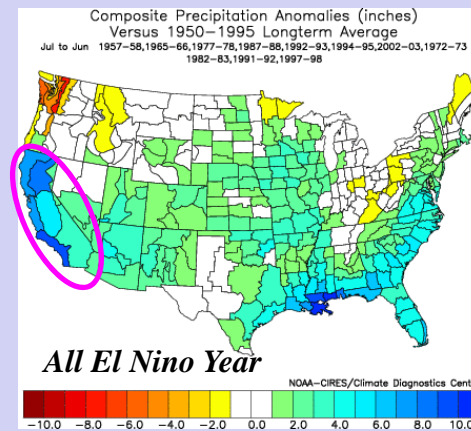 Composite Precipitation Anomalies (inches)
Versus 1950-1995 Longterm Average
Jul to Jun 1957-58,1965-66,1977-78,1987-88,1992-93,1994-95,2002-03,1972-73
1982-83,1991-92,1997-98
All El Nino Year
NOAA-CIRES/Climate Diagnostics Cent
-10.0 -8.0 -6.0 -4.0 -2.0 0.0 2.0 4.0 6.0 8.0 10.0